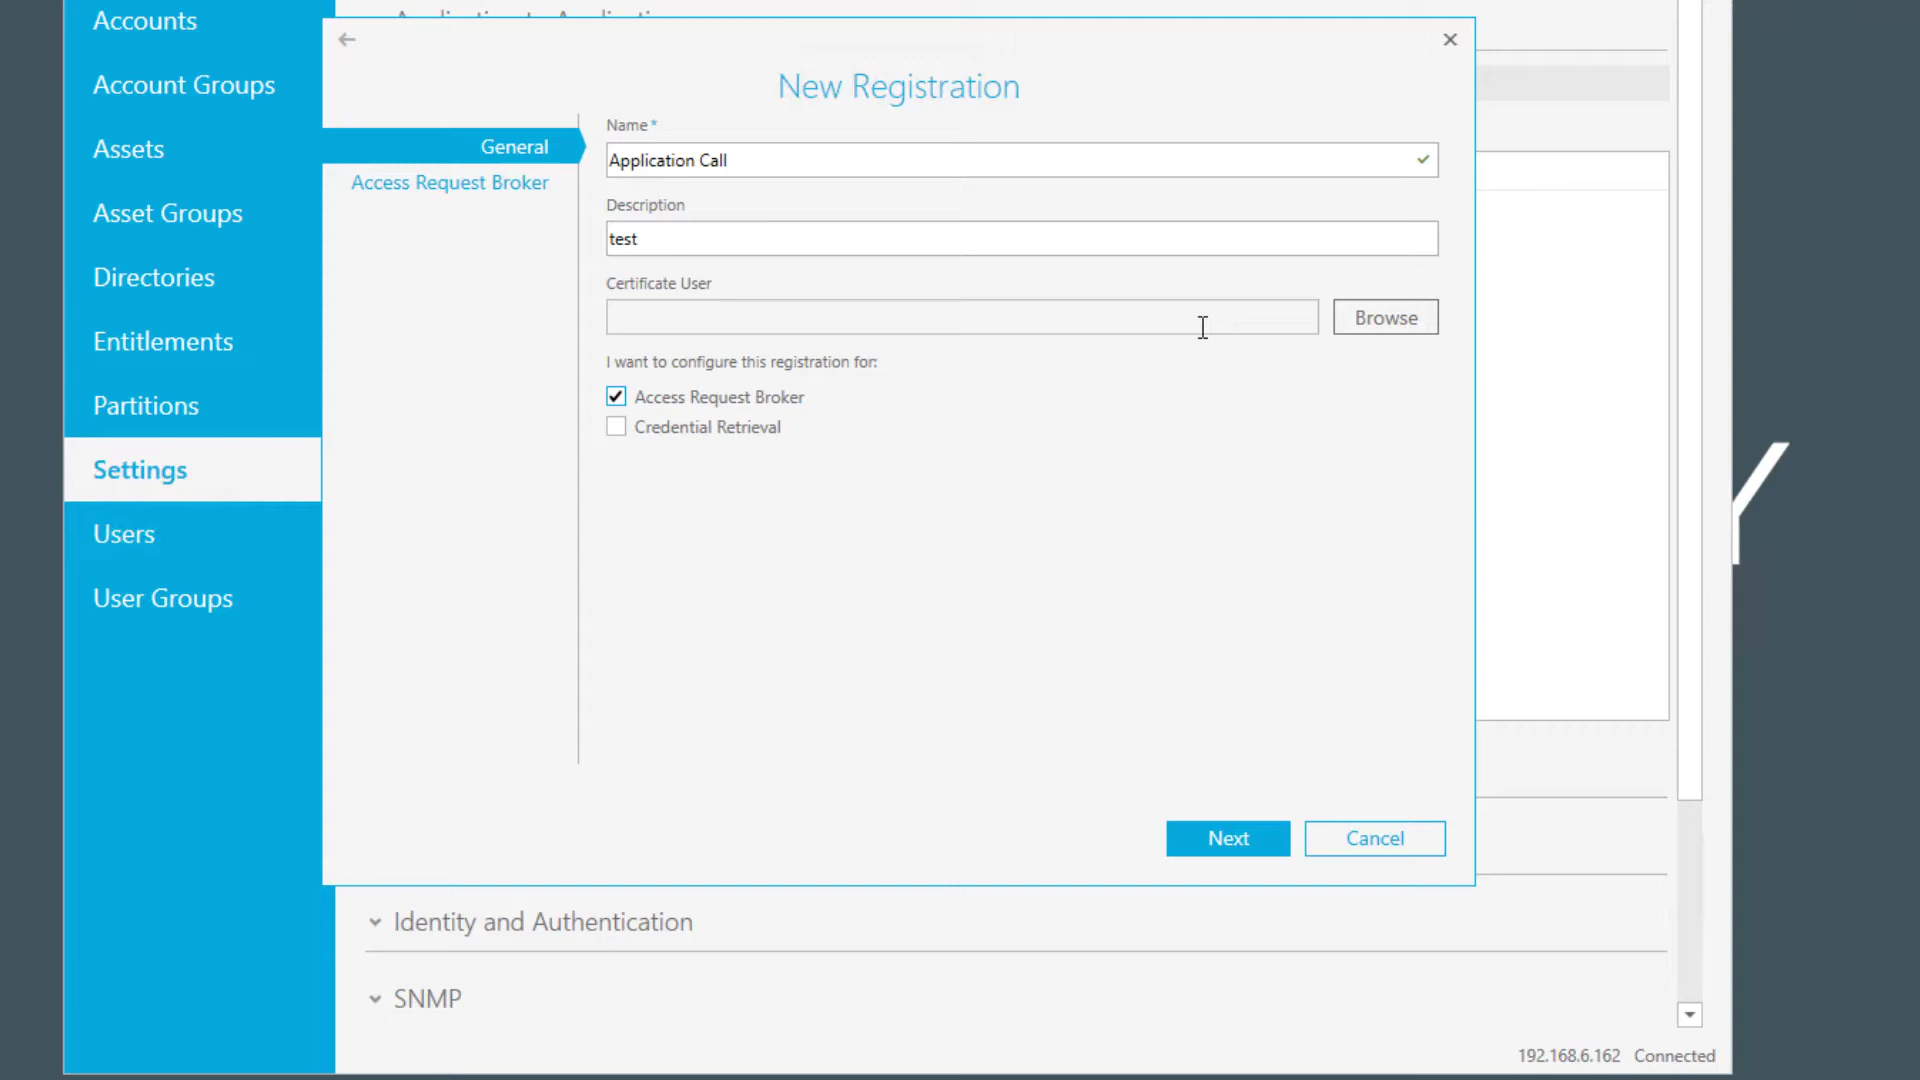 Accounts
Account Groups
Assets
Asset Groups
Directories
Entitlements
Partitions
Settings
Users
User Groups
New Registration
General
Access Request Broker
Name*
Application Call
Description
test
Certificate User
Browse
I want to configure this registration for:
Access Request Broker
Credential Retrieval
Next
Cancel
Identity and Authentication
SNMP
192.168.6.162 Connected
Y